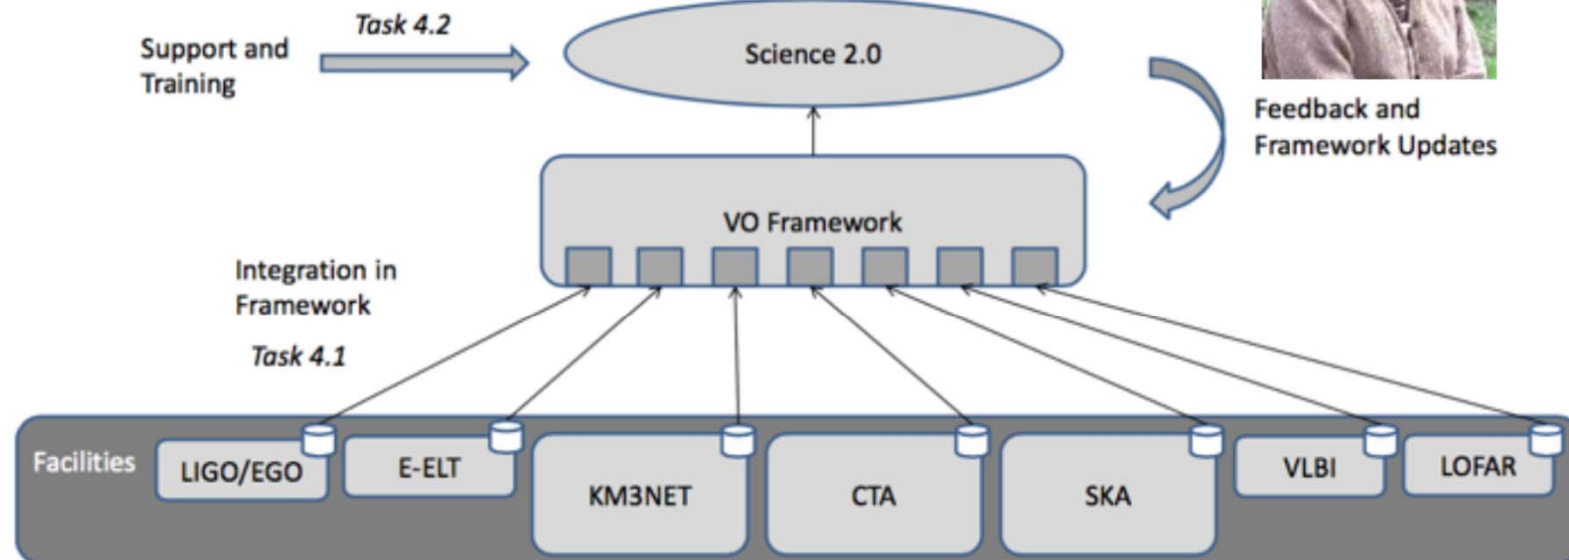 Task 4.2
Support and
Training
Science 2.0
Feedback and
Framework Updates
VO Framework
Integration in
Framework
Task 4.1
Facilities
LIGO/EGO
E-ELT
KM3NET
CTA
SKA
VLBI
LOFAR